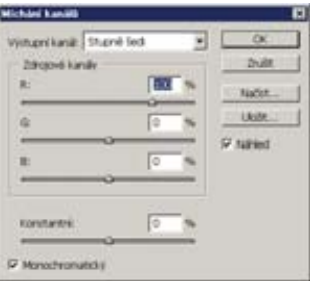 Míchání kanálů
Výstupní kanál: Stupně šedi
OK
Zdrojové kanály
Zrušit
R: %
Načíst...
G: 0 %
Uložit...
Náhled
B: 0 %
Konstantní: 0 %
Monochromatický